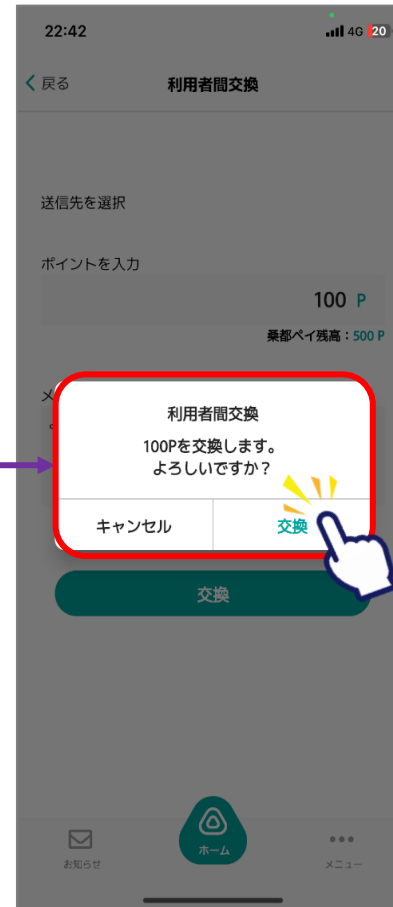 22:42
4G 20
戻る
利用者間交換
送信先を選択
ポイントを入力
100 P
桑都ペイ残高：500 P
利用者間交換
100Pを交換します。
よろしいですか？
キャンセル
交換
交換
お知らせ
ホーム
メニュー